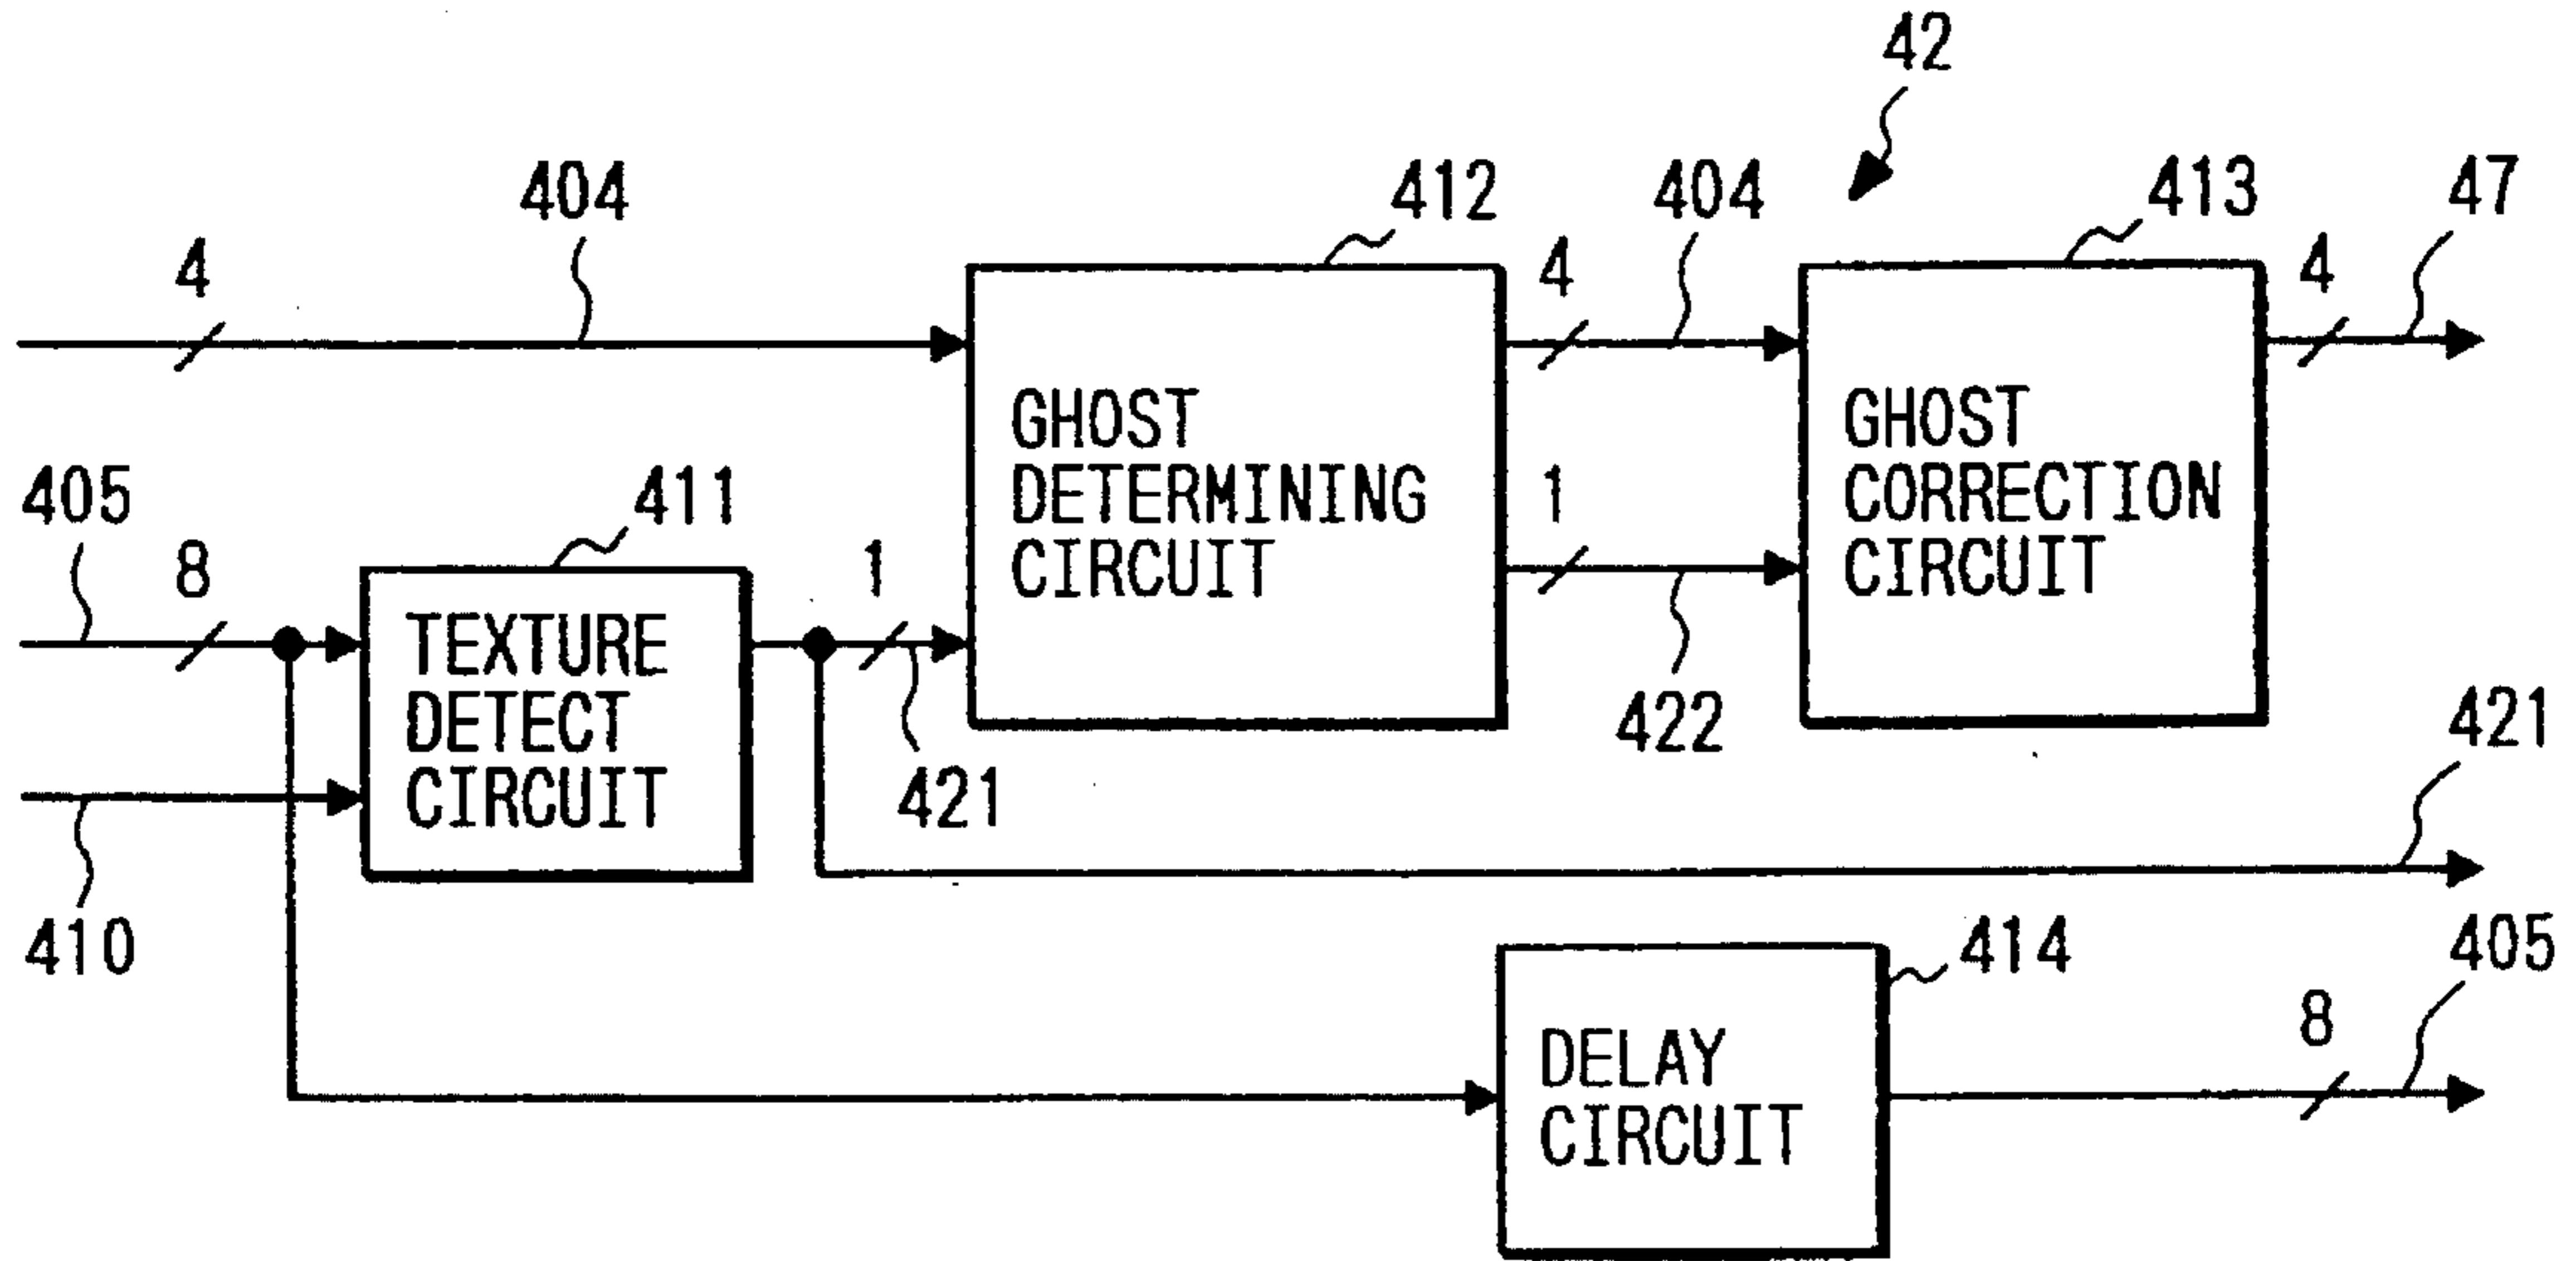 42
404
412
404
413
47
4
4
4
GHOST
DETERMINING
CIRCUIT
GHOST
CORRECTION
CIRCUIT
405
8
411
1
1
TEXTURE
DETECT
CIRCUIT
421
422
421
410
414
405
8
DELAY
CIRCUIT